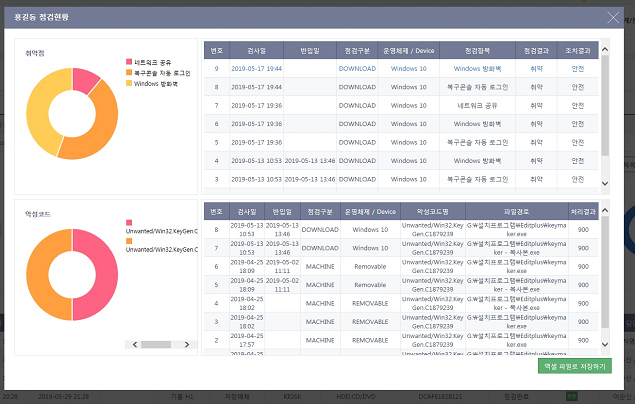 홍길동 점검현황
취약점
네트워크 공유
복구콘솔 자동 로그인
Windows 방화벽
번호 검사일 반입일 점검구분 운영체제 / Device 점검항목 점검결과 조치결과
9 2019-05-17 19:44 DOWNLOAD Windows 10 Windows 방화벽 취약 안전
8 2019-05-17 19:44 DOWNLOAD Windows 10 복구콘솔 자동 로그인 취약 안전
7 2019-05-17 19:36 DOWNLOAD Windows 10 네트워크 공유 취약 안전
6 2019-05-17 19:36 DOWNLOAD Windows 10 Windows 방화벽 취약 안전
5 2019-05-17 19:36 DOWNLOAD Windows 10 복구콘솔 자동 로그인 취약 안전
4 2019-05-13 10:53 2019-05-13 13:46 DOWNLOAD Windows 10 Windows 방화벽 취약 안전
3 2019-05-13 10:53 2019-05-13 13:46 DOWNLOAD Windows 10 복구콘솔 자동 로그인 취약 안전
악성코드
Unwanted/Win32.KeyGen.C
Unwanted/Win32.KeyGen.C
번호 검사일 반입일 점검구분 운영체제 / Device 악성코드명 파일경로 처리결과
8 2019-05-13 10:53 2019-05-13 13:46 DOWNLOAD Windows 10 Unwanted/Win32.KeyGen.C1879239 G:₩설치프로그램₩Editplus₩keymaker.exe 900
7 2019-05-13 10:53 2019-05-13 13:46 DOWNLOAD Windows 10 Unwanted/Win32.KeyGen.C1879239 G:₩설치프로그램₩Editplus₩keymaker - 복사본.exe 900
6 2019-04-25 18:09 2019-05-02 11:11 MACHINE Removable Unwanted/Win32.KeyGen.C1879239 G:₩설치프로그램₩Editplus₩keymaker.exe 900
5 2019-04-25 18:09 2019-05-02 11:11 MACHINE Removable Unwanted/Win32.KeyGen.C1879239 G:₩설치프로그램₩Editplus₩keymaker - 복사본.exe 900
4 2019-04-25 18:02 MACHINE REMOVABLE Unwanted/Win32.KeyGen.C1879239 G:₩설치프로그램₩Editplus₩keymaker.exe 900
3 2019-04-25 18:02 MACHINE REMOVABLE Unwanted/Win32.KeyGen.C1879239 G:₩설치프로그램₩Editplus₩keymaker - 복사본.exe 900
2 2019-04-25 17:57 MACHINE REMOVABLE Unwanted/Win32.KeyGen.C1879239 G:₩설치프로그램₩Editplus₩keymaker.exe 900
엑셀 파일로 저장하기
20:28 2019-05-29 21:28 기물 H1 저장매체 KIOSK HDD,CD/DVD DCAF61828121 점검완료